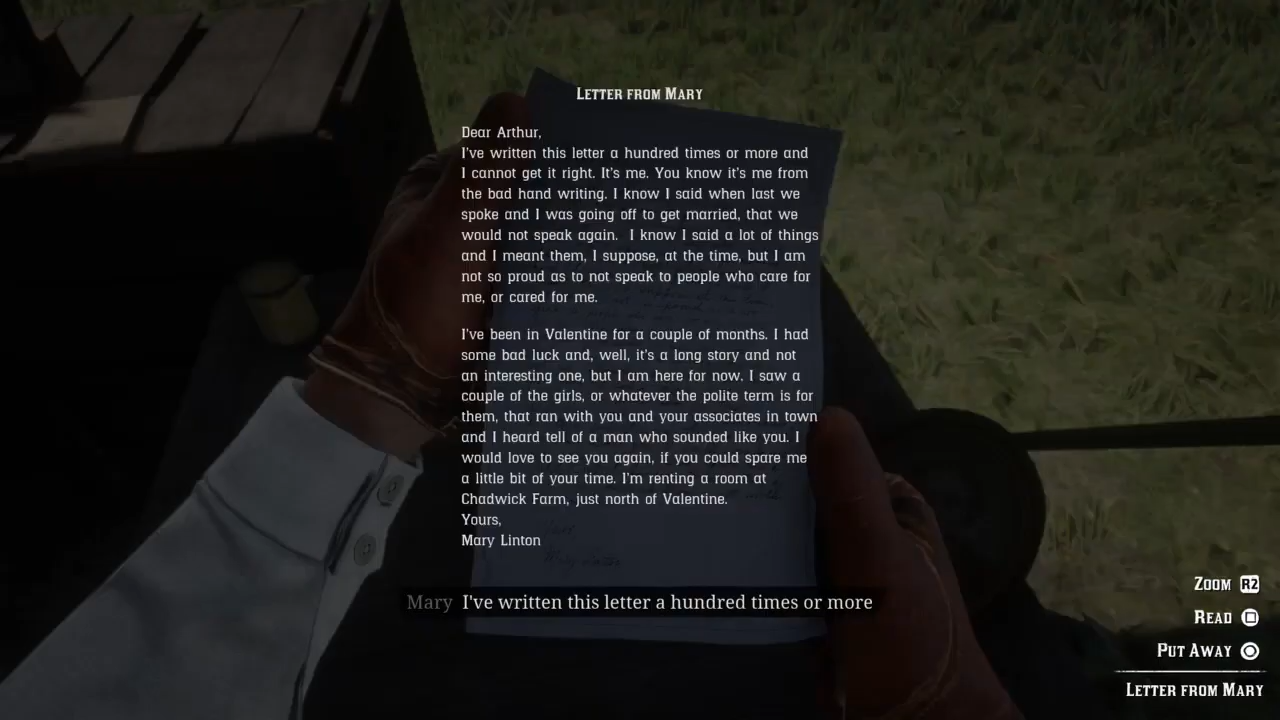 Letter from Mary
Dear Arthur,
I've written this letter a hundred times or more and
I cannot get it right. It's me. You know it's me from
the bad hand writing. I know I said when last we
spoke and I was going off to get married, that we
would not speak again. I know I said a lot of things
and I meant them, I suppose, at the time, but I am
not so proud as to not speak to people who care for
me, or cared for me.
I've been in Valentine for a couple of months. I had
some bad luck and, well, it's a long story and not
an interesting one, but I am here for now. I saw a
couple of the girls, or whatever the polite term is for
them, that ran with you and your associates in town
and I heard tell of a man who sounded like you. I
would love to see you again, if you could spare me
a little bit of your time. I'm renting a room at
Chadwick Farm, just north of Valentine.
Yours,
Mary Linton
Mary I've written this letter a hundred times or more
Zoom R2
Read
Put Away
Letter from Mary